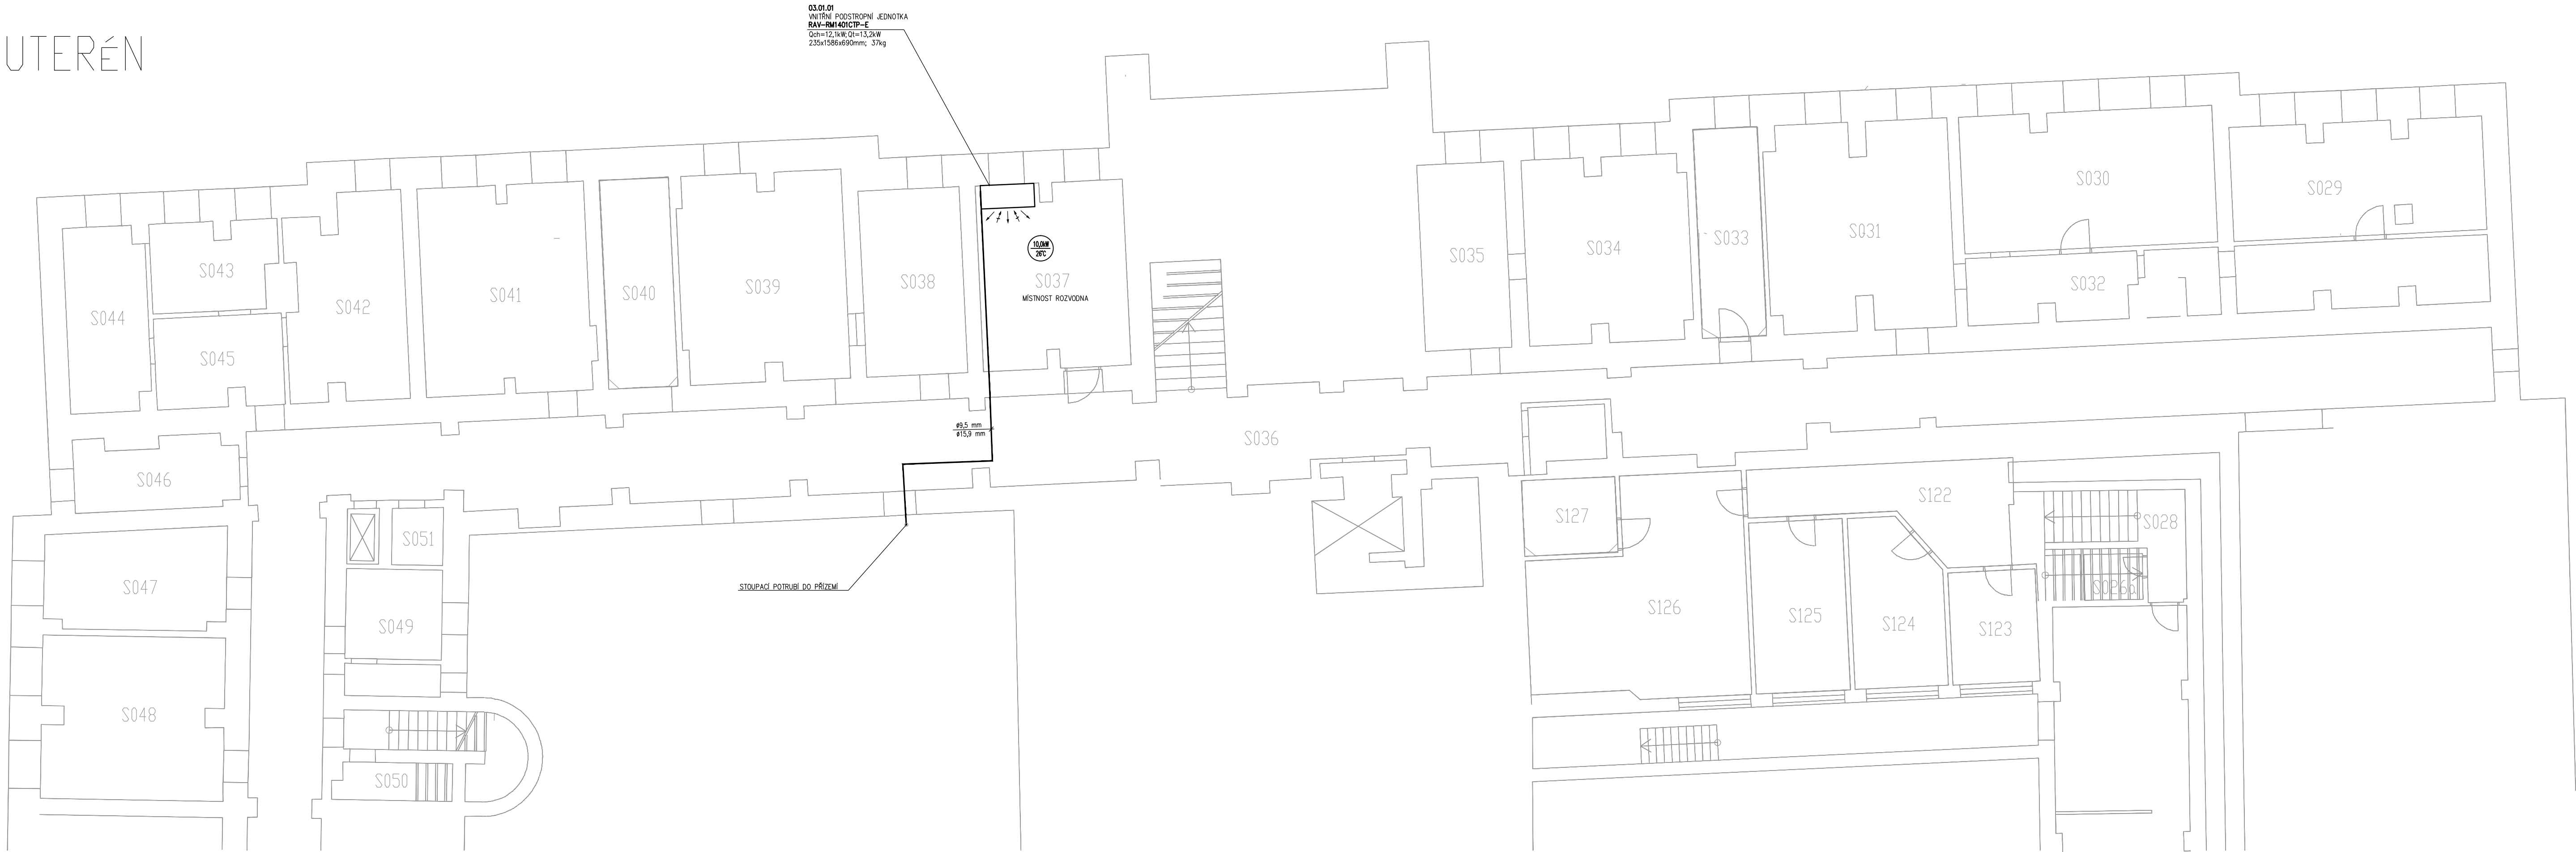 03.01.01
VNITŘNÍ PODSTROPNÍ JEDNOTKA
RAV-RM1401CTP-E
Qch=12,1kW; Qt=13,2kW
235x1586x690mm; 37kg
UTERéN
S029
S030
S031
S032
S033
S034
S035
10,0kW
26°C
S037
MÍSTNOST ROZVODNA
S038
S039
S040
S041
S042
S043
S044
S045
S046
S036
ø9,5 mm
ø15,9 mm
S047
S048
S049
S050
S051
STOUPACÍ POTRUBÍ DO PŘÍZEMÍ
S127
S126
S125
S124
S123
S122
S028
S026a